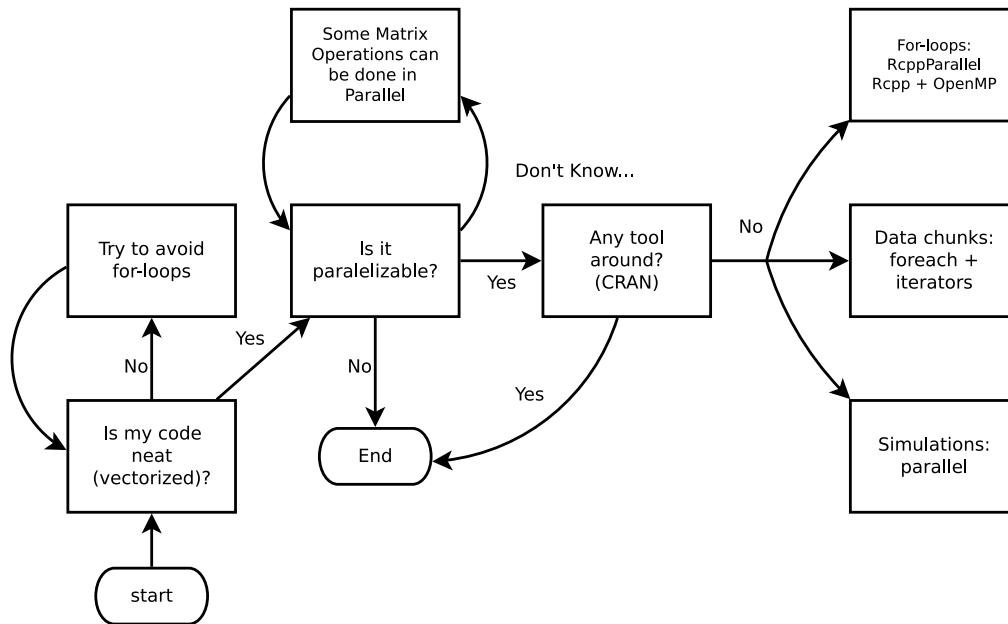 Some Matrix
Operations can
be done in
Parallel
For-loops:
RcppParallel
Rcpp + OpenMP
Don't Know...
Try to avoid
for-loops
Is it
paralelizable?
Yes
Any tool
around?
(CRAN)
No
Data chunks:
foreach +
iterators
No
Yes
No
Yes
Is my code
neat
(vectorized)?
End
Simulations:
parallel
start